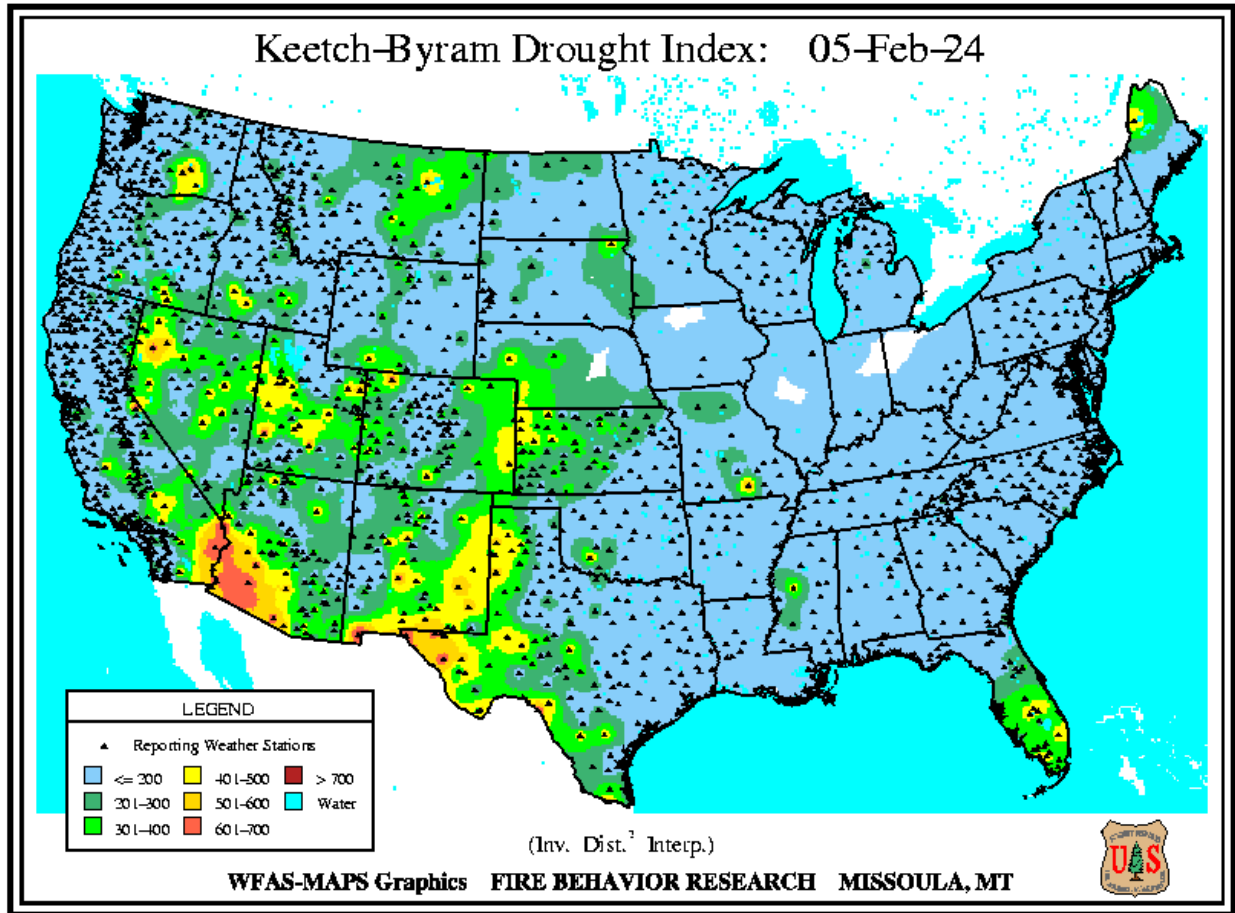 Keetch-Byram Drought Index: 05-Feb-24
LEGEND
Reporting Weather Stations
<= 200 401-500 > 700
201-300 501-600 Water
301-400 601-700
(Inv. Dist.² Interp.)
WFAS-MAPS Graphics FIRE BEHAVIOR RESEARCH MISSOULA, MT
U S